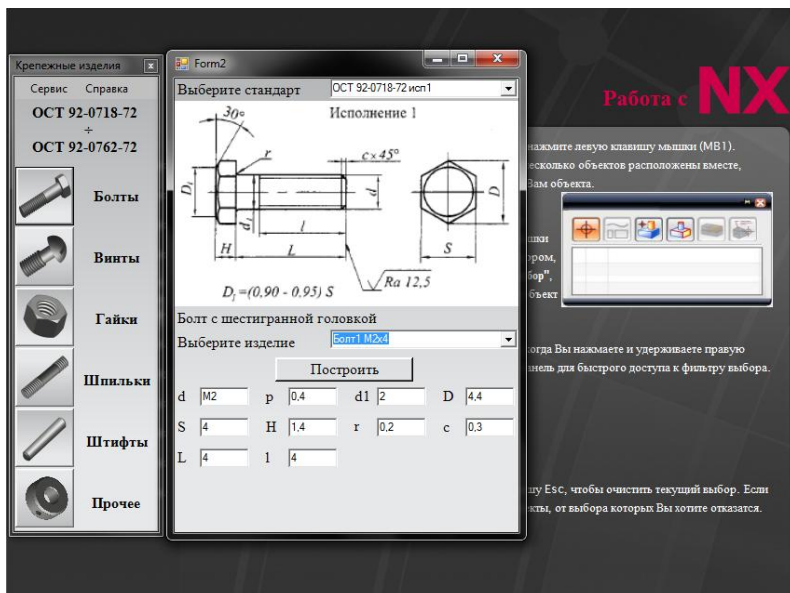 Крепежные изделия
Сервис Справка
ОСТ 92-0718-72
÷
ОСТ 92-0762-72
Болты
Винты
Гайки
Шпильки
Штифты
Прочее
Form2
Выберите стандарт ОСТ 92-0718-72 исп1
30° Исполнение 1
r c×45°
D₁ d₁ l d D
H L S
Ra 12,5
D₁=(0,90 - 0,95) S
Болт с шестигранной головкой
Выберите изделие Болт1 М2х4
Построить
d М2 p 0,4 d1 2 D 4,4
S 4 H 1,4 r 0,2 c 0,3
L 4 l 4
Работа с NX
нажмите левую клавишу мышки (MB1).
есколько объектов расположены вместе,
Вам объекта.
шки
ром,
бор",
бъект
огда Вы нажмаете и удерживаете правую
нель для быстрого доступа к фильтру выбора.
шу Esc, чтобы очистить текущий выбор. Если
кты, от выбора которых Вы хотите отказатся.